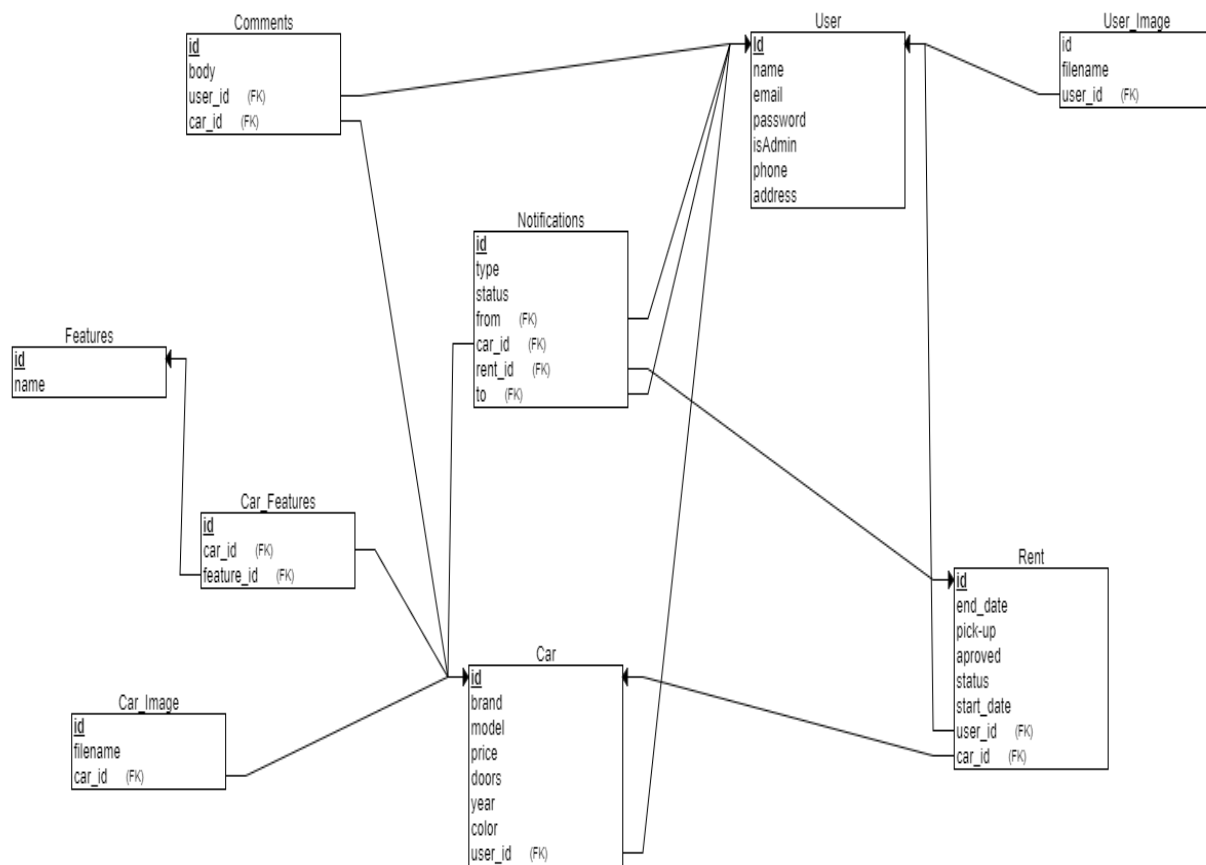 Comments
id
body
user_id (FK)
car_id (FK)
User
Id
name
email
password
isAdmin
phone
address
User_Image
id
filename
user_id (FK)
Notifications
id
type
status
from (FK)
car_id (FK)
rent_id (FK)
to (FK)
Features
id
name
Car_Features
id
car_id (FK)
feature_id (FK)
Rent
id
end_date
pick-up
aproved
status
start_date
user_id (FK)
car_id (FK)
Car_Image
id
filename
car_id (FK)
Car
id
brand
model
price
doors
year
color
user_id (FK)